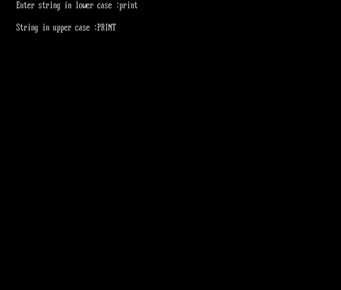 Enter string in lower case :print
String in upper case :PRINT